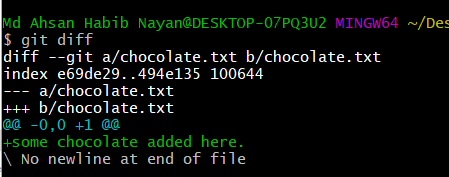 Md Ahsan Habib Nayan@DESKTOP-07PQ3U2 MINGW64 ~/Des
$ git diff
diff --git a/chocolate.txt b/chocolate.txt
index e69de29..494e135 100644
--- a/chocolate.txt
+++ b/chocolate.txt
@@ -0,0 +1 @@
+some chocolate added here.
\ No newline at end of file